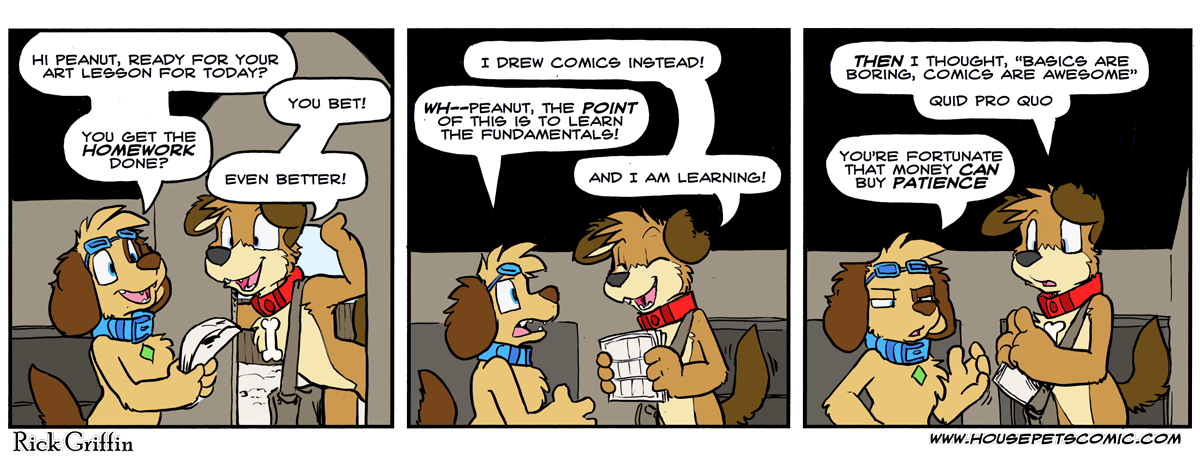 HI PEANUT, READY FOR YOUR
ART LESSON FOR TODAY?
YOU BET!
YOU GET THE
HOMEWORK
DONE?
EVEN BETTER!
I DREW COMICS INSTEAD!
WH--PEANUT, THE POINT
OF THIS IS TO LEARN
THE FUNDAMENTALS!
AND I AM LEARNING!
THEN I THOUGHT, "BASICS ARE
BORING, COMICS ARE AWESOME"
QUID PRO QUO
YOU'RE FORTUNATE
THAT MONEY CAN
BUY PATIENCE
Rick Griffin
WWW.HOUSEPETSCOMIC.COM